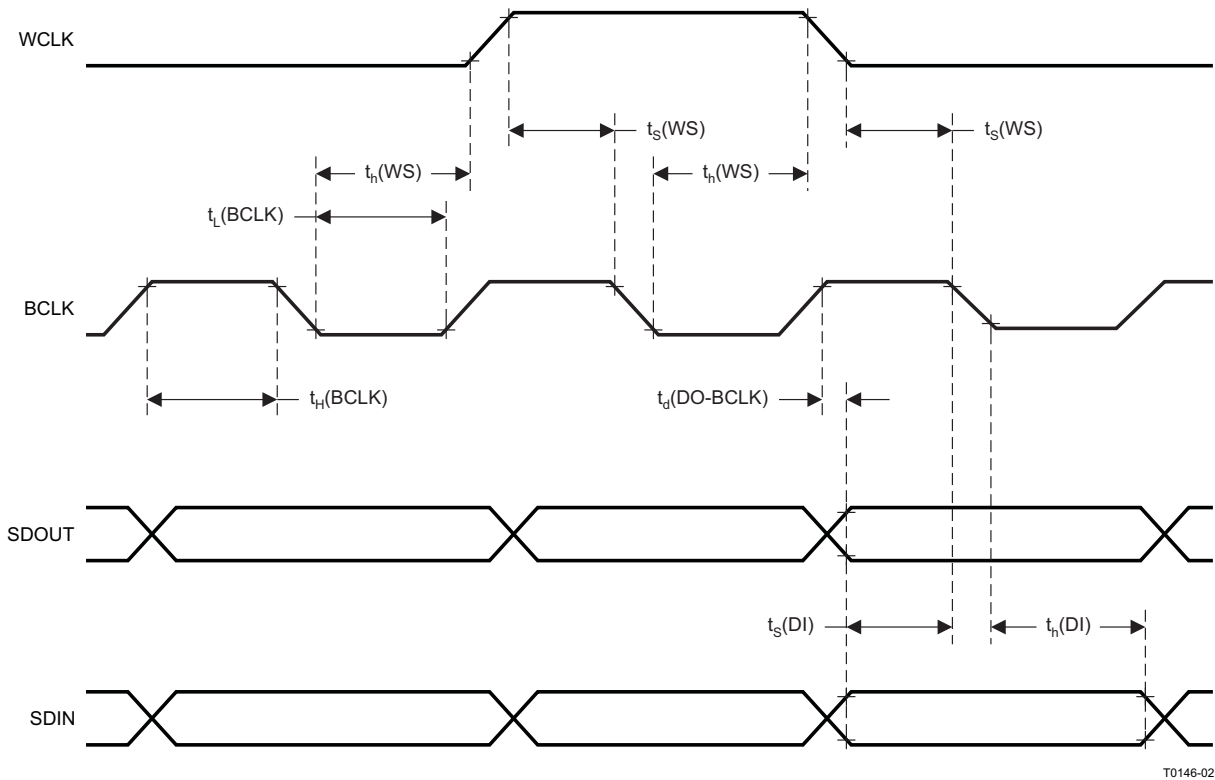 WCLK
tS(WS)
tS(WS)
th(WS)
th(WS)
tL(BCLK)
BCLK
tH(BCLK)
td(DO-BCLK)
SDOUT
tS(DI)
th(DI)
SDIN
T0146-02